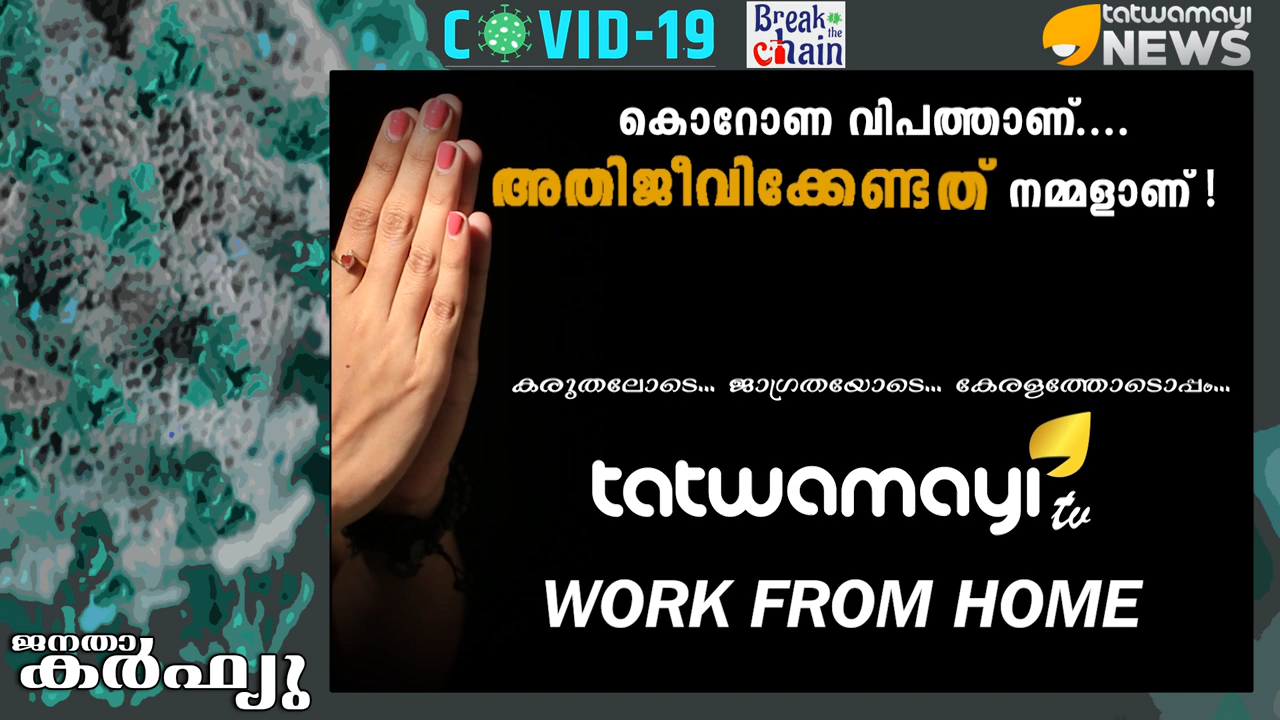 COVID-19
Break the chain
tatwamayi NEWS
കൊറോണ വിപത്താണ്....
അതിജീവിക്കേണ്ടത് നമ്മളാണ് !
കരുതലോടെ... ജാഗ്രതയോടെ... കേരളത്തോടൊപ്പം...
tatwamayi tv
WORK FROM HOME
ജനതാ
കർഫ്യു